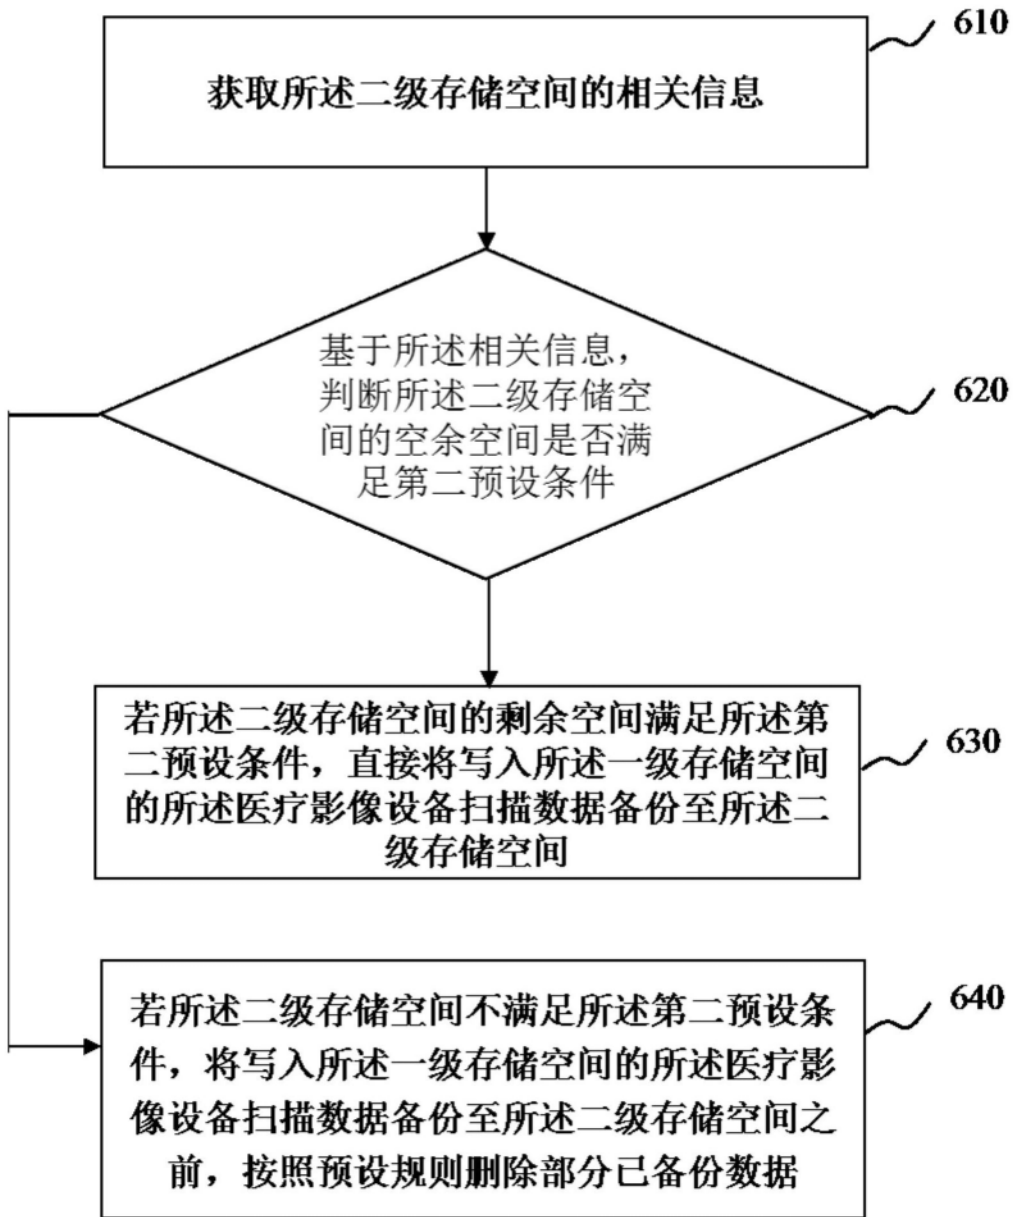 610
获取所述二级存储空间的相关信息
基于所述相关信息，
判断所述二级存储空
间的空余空间是否满
足第二预设条件
620
若所述二级存储空间的剩余空间满足所述第
二预设条件，直接将写入所述一级存储空间
的所述医疗影像设备扫描数据备份至所述二
级存储空间
630
若所述二级存储空间不满足所述第二预设条
件，将写入所述一级存储空间的所述医疗影
像设备扫描数据备份至所述二级存储空间之
前，按照预设规则删除部分已备份数据
640